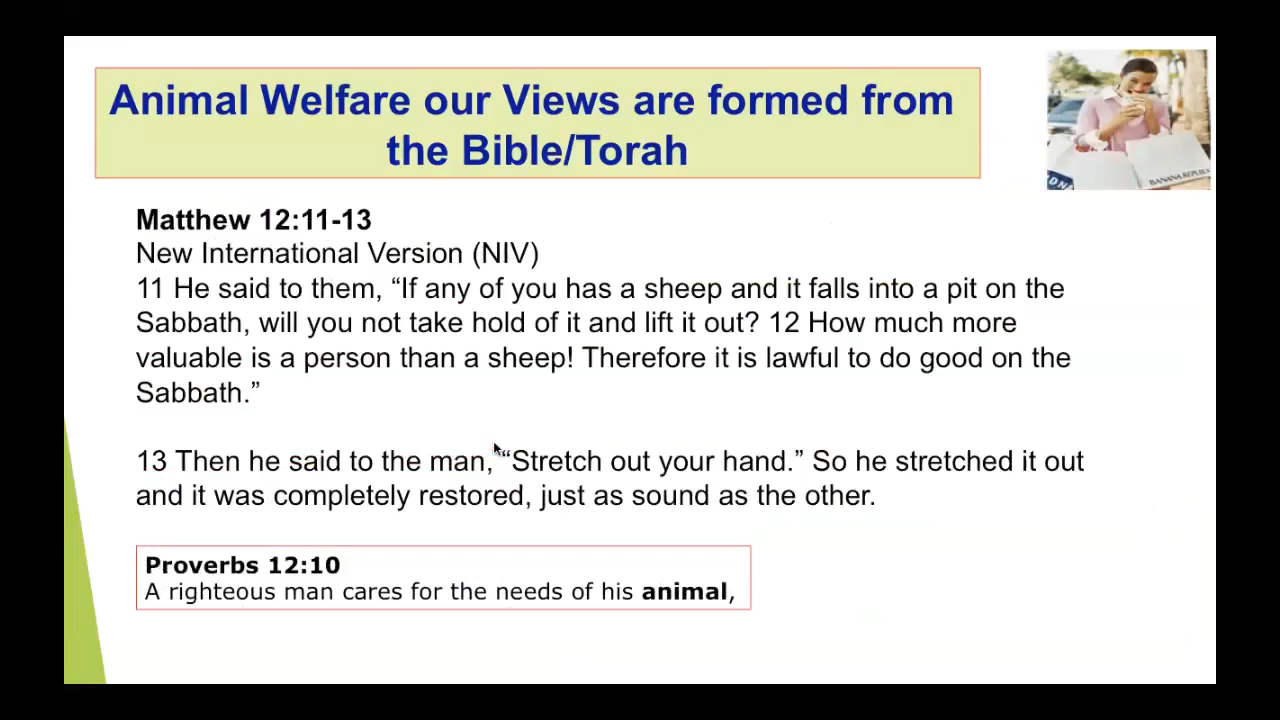 Animal Welfare our Views are formed from
the Bible/Torah
BANANA REPUBLIC
Matthew 12:11-13
New International Version (NIV)
11 He said to them, “If any of you has a sheep and it falls into a pit on the
Sabbath, will you not take hold of it and lift it out? 12 How much more
valuable is a person than a sheep! Therefore it is lawful to do good on the
Sabbath.”
13 Then he said to the man, “Stretch out your hand.” So he stretched it out
and it was completely restored, just as sound as the other.
Proverbs 12:10
A righteous man cares for the needs of his animal,